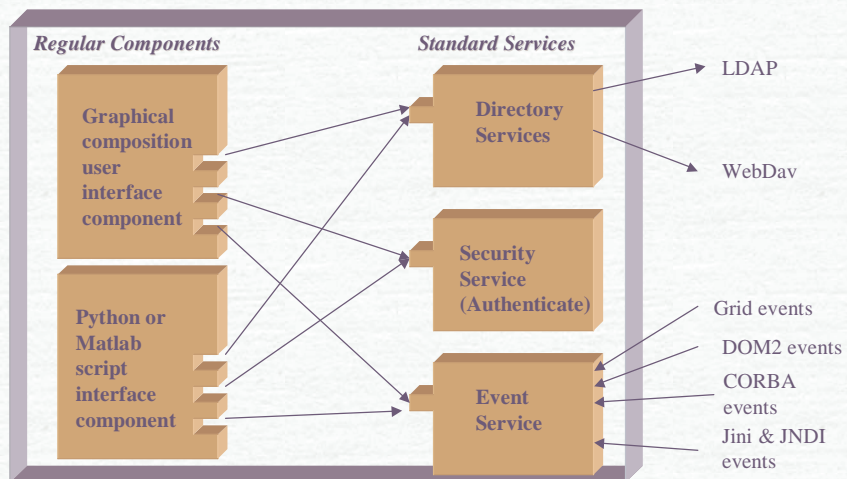 Regular Components
Standard Services
Graphical
composition
user
interface
component
Python or
Matlab
script
interface
component
Directory
Services
Security
Service
(Authenticate)
Event
Service
LDAP
WebDav
Grid events
DOM2 events
CORBA
events
Jini & JNDI
events